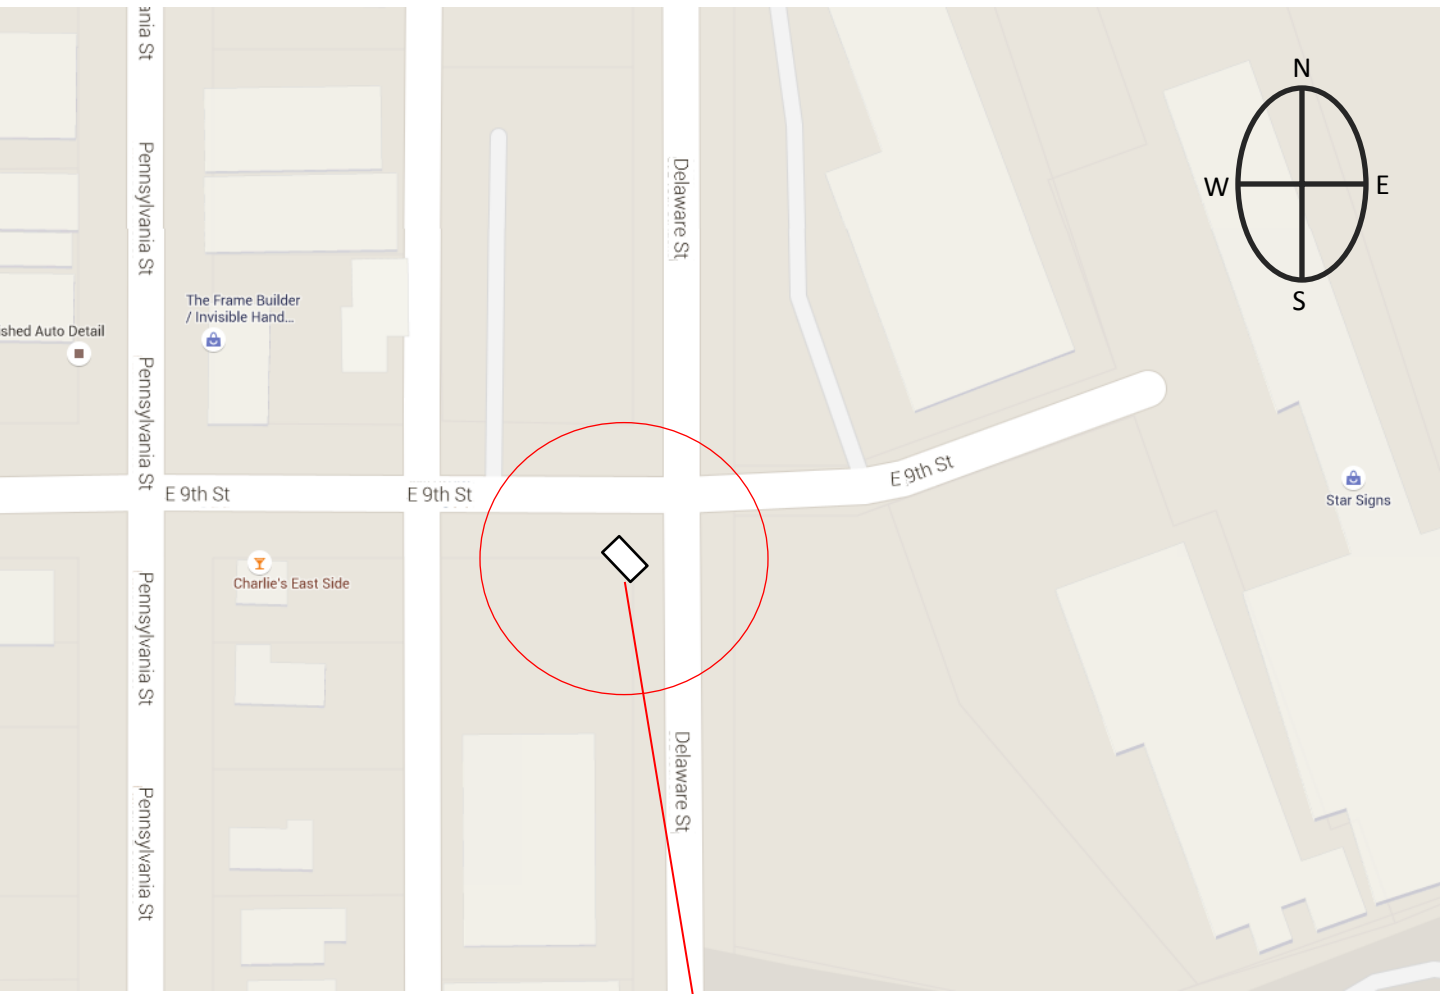 ania St
N
W
E
S
Pennsylvania St
Delaware St
The Frame Builder
/ Invisible Hand...
shed Auto Detail
Pennsylvania St
E 9th St
E 9th St
E 9th St
Star Signs
Charlie's East Side
Pennsylvania St
Delaware St
Pennsylvania St